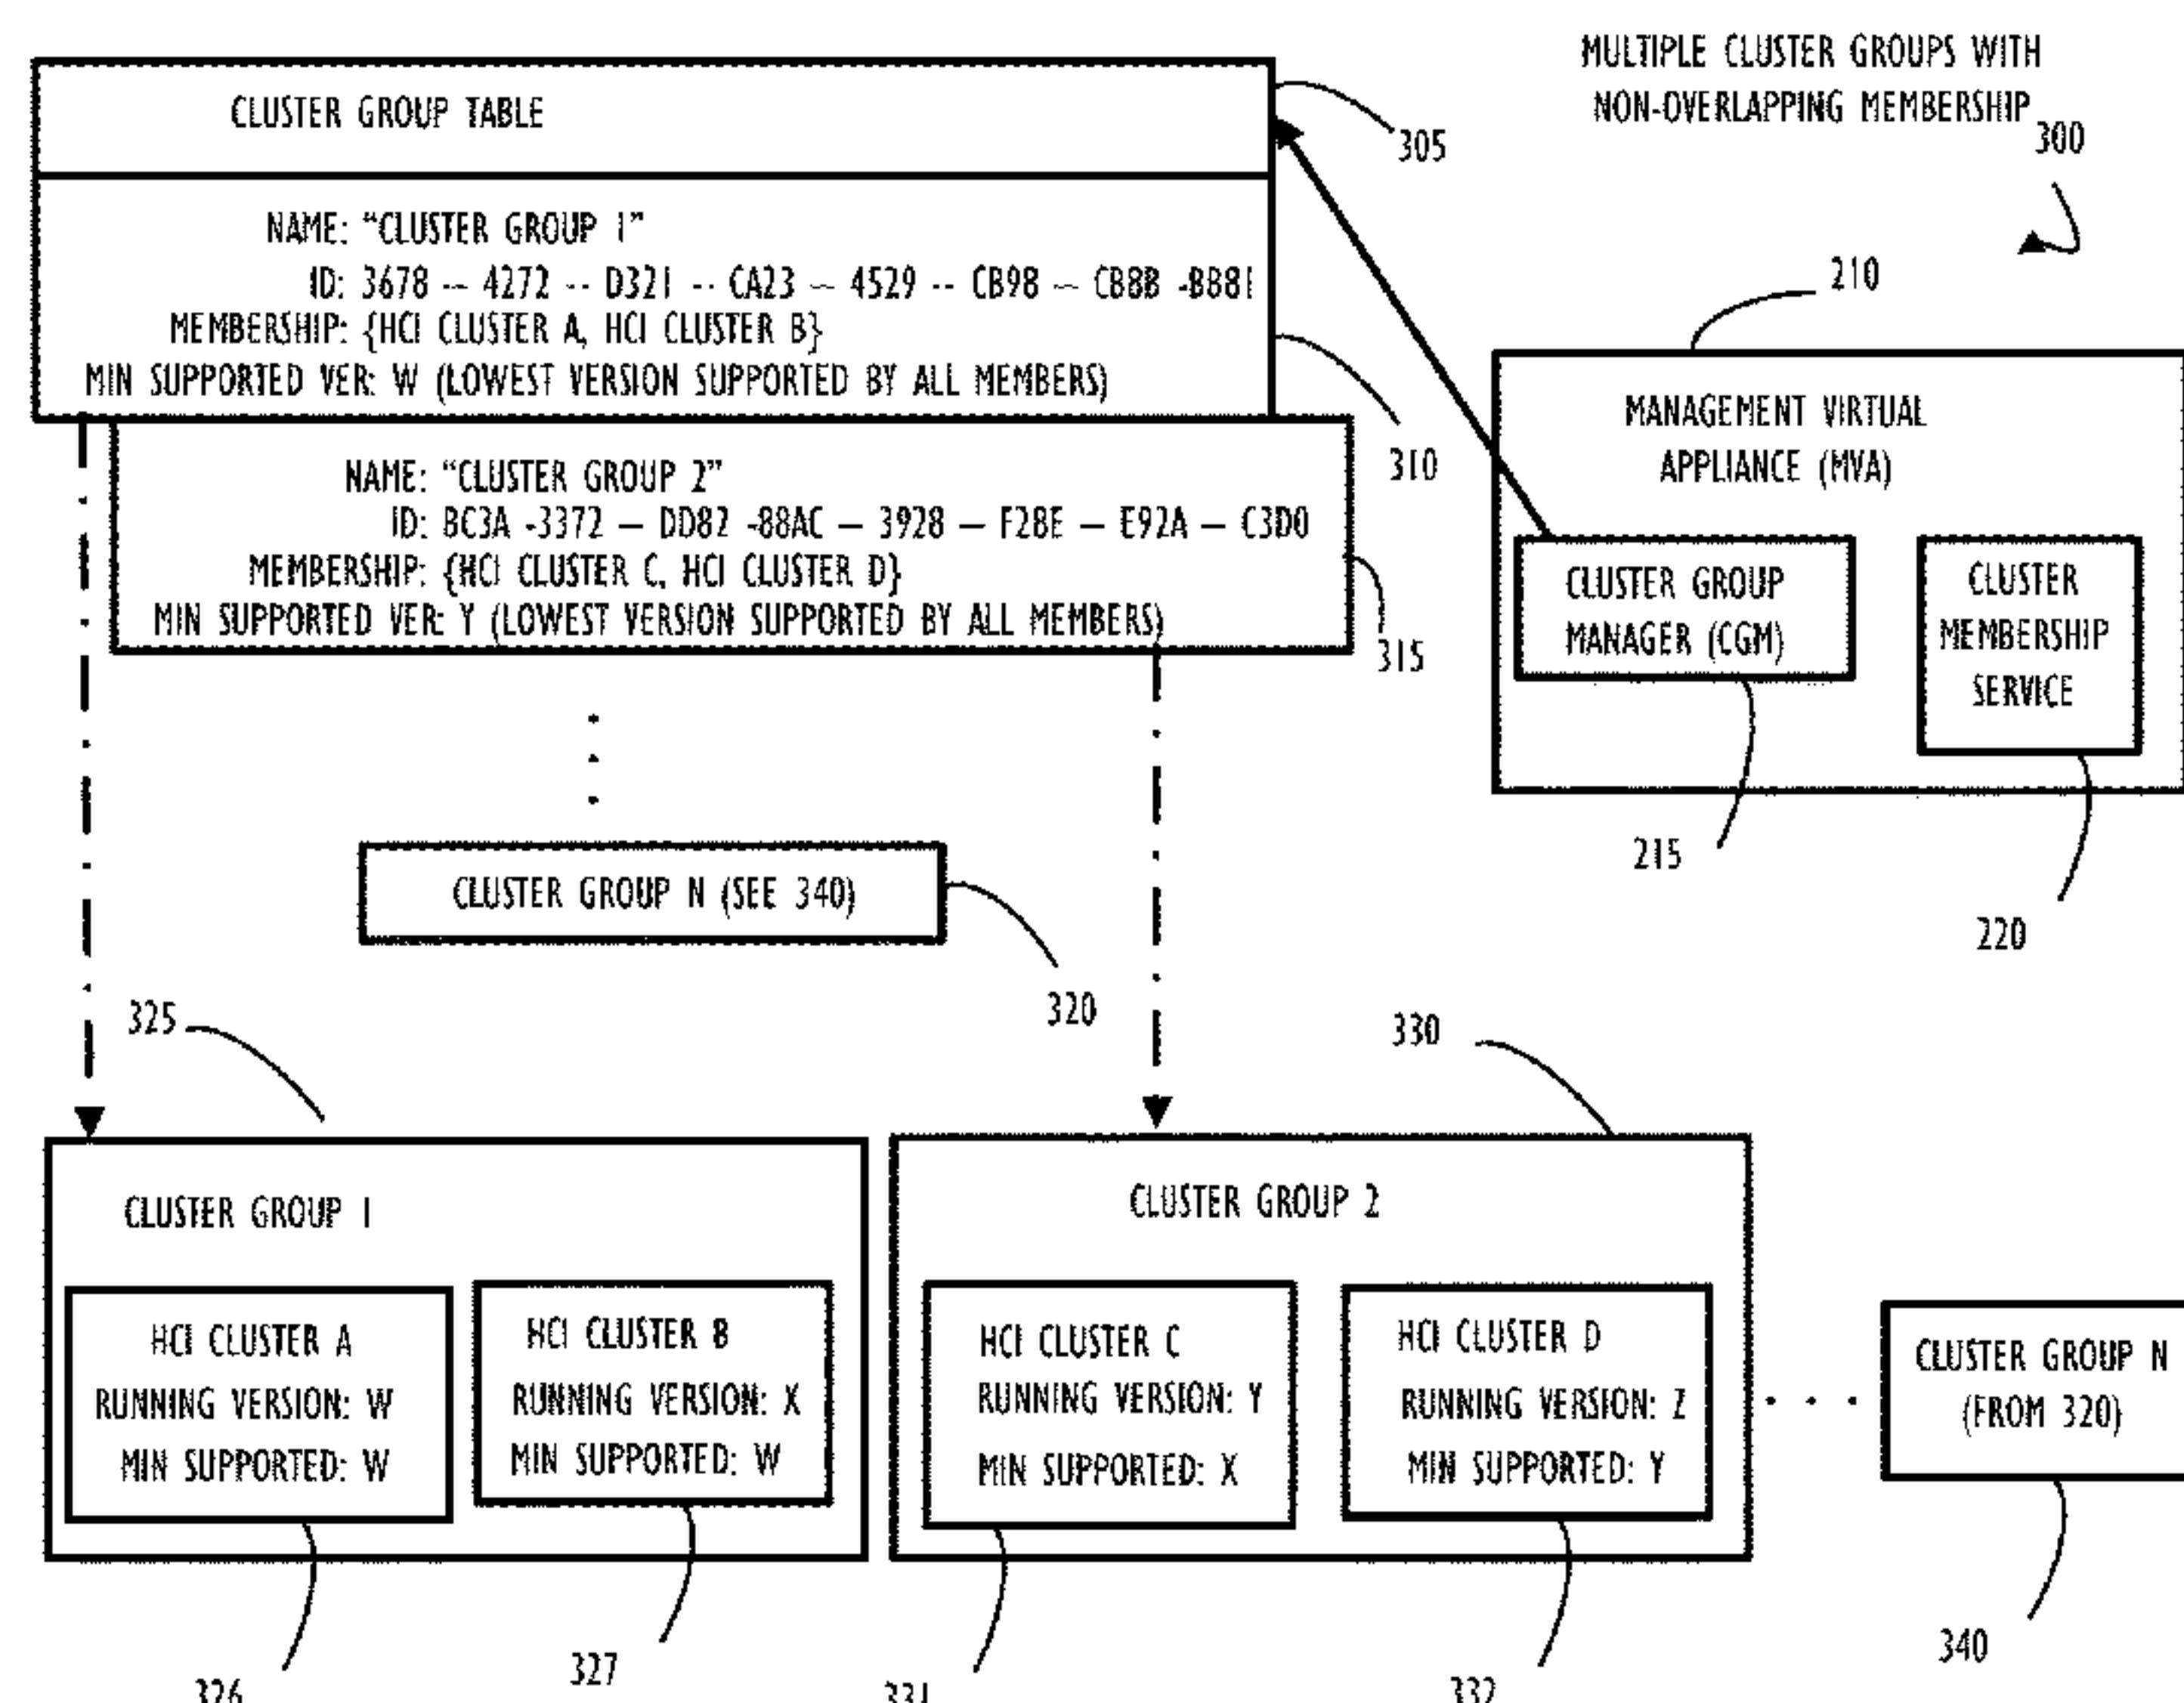 MULTIPLE CLUSTER GROUPS WITH
NON-OVERLAPPING MEMBERSHIP
300
CLUSTER GROUP TABLE
305
NAME: “CLUSTER GROUP 1”
ID: 3678 -- 4272 -- D321 -- CA23 -- 4529 -- CB98 -- CB8B -BB81
MEMBERSHIP: {HCI CLUSTER A, HCI CLUSTER B}
MIN SUPPORTED VER: W (LOWEST VERSION SUPPORTED BY ALL MEMBERS)
310
NAME: “CLUSTER GROUP 2”
ID: BC3A -3372 — DD82 -88AC — 3928 — F28E — E92A — C3D0
MEMBERSHIP: {HCI CLUSTER C, HCI CLUSTER D}
MIN SUPPORTED VER: Y (LOWEST VERSION SUPPORTED BY ALL MEMBERS)
315
210
MANAGEMENT VIRTUAL
APPLIANCE (MVA)
CLUSTER GROUP
MANAGER (CGM)
CLUSTER
MEMBERSHIP
SERVICE
215
220
CLUSTER GROUP N (SEE 340)
320
325
330
CLUSTER GROUP 1
HCI CLUSTER A
RUNNING VERSION: W
MIN SUPPORTED: W
HCI CLUSTER B
RUNNING VERSION: X
MIN SUPPORTED: W
CLUSTER GROUP 2
HCI CLUSTER C
RUNNING VERSION: Y
MIN SUPPORTED: X
HCI CLUSTER D
RUNNING VERSION: Z
MIN SUPPORTED: Y
. . .
CLUSTER GROUP N
(FROM 320)
326
327
331
332
340